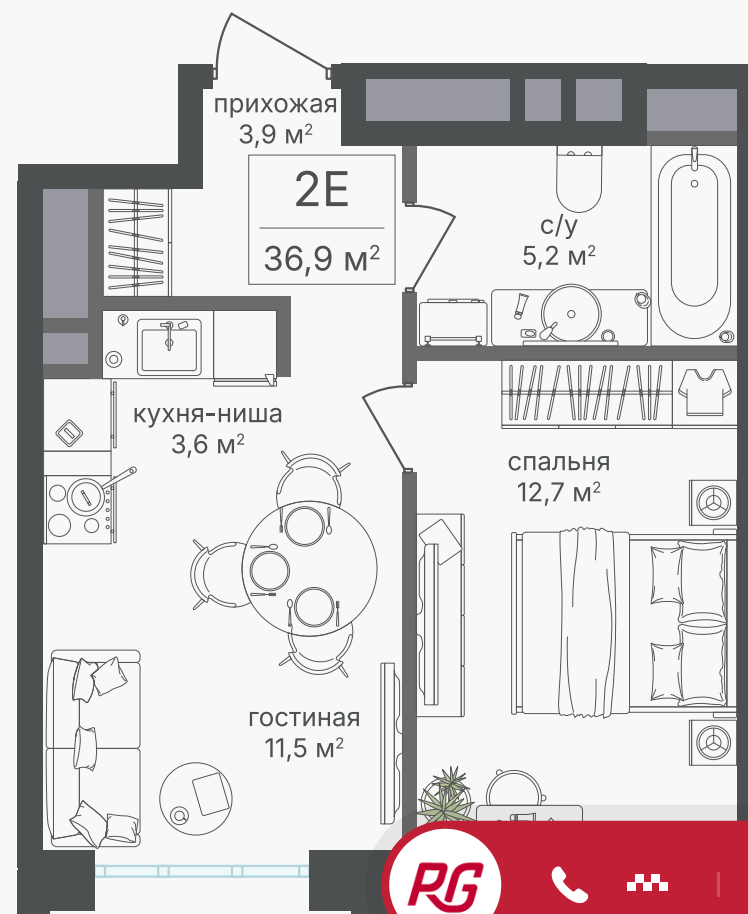 прихожая
3,9 м²
2Е
36,9 м²
с/у
5,2 м²
кухня-ниша
3,6 м²
спальня
12,7 м²
гостиная
11,5 м²
RG